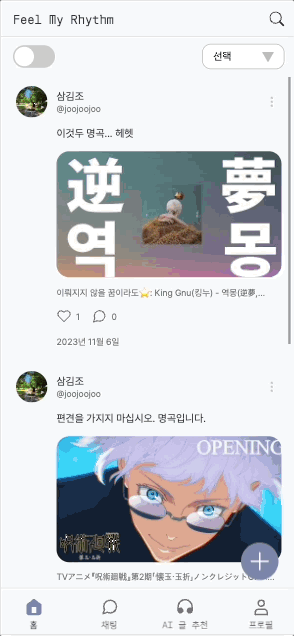 Feel My Rhythm
선택
삼김조
@joojoojoo
이것두 명곡... 헤헷
逆 夢
역 몽
이뤄지지 않을 꿈이라도⭐: King Gnu(킹누) - 역몽(逆夢,...
1 0
2023년 11월 6일
삼김조
@joojoojoo
편견을 가지지 마십시오. 명곡입니다.
OPENING
呪術廻戦
懐玉・玉折
TVアニメ『呪術廻戦』第2期「懐玉・玉折」ノンクレジットO
홈 채팅 AI 글 추천 프로필